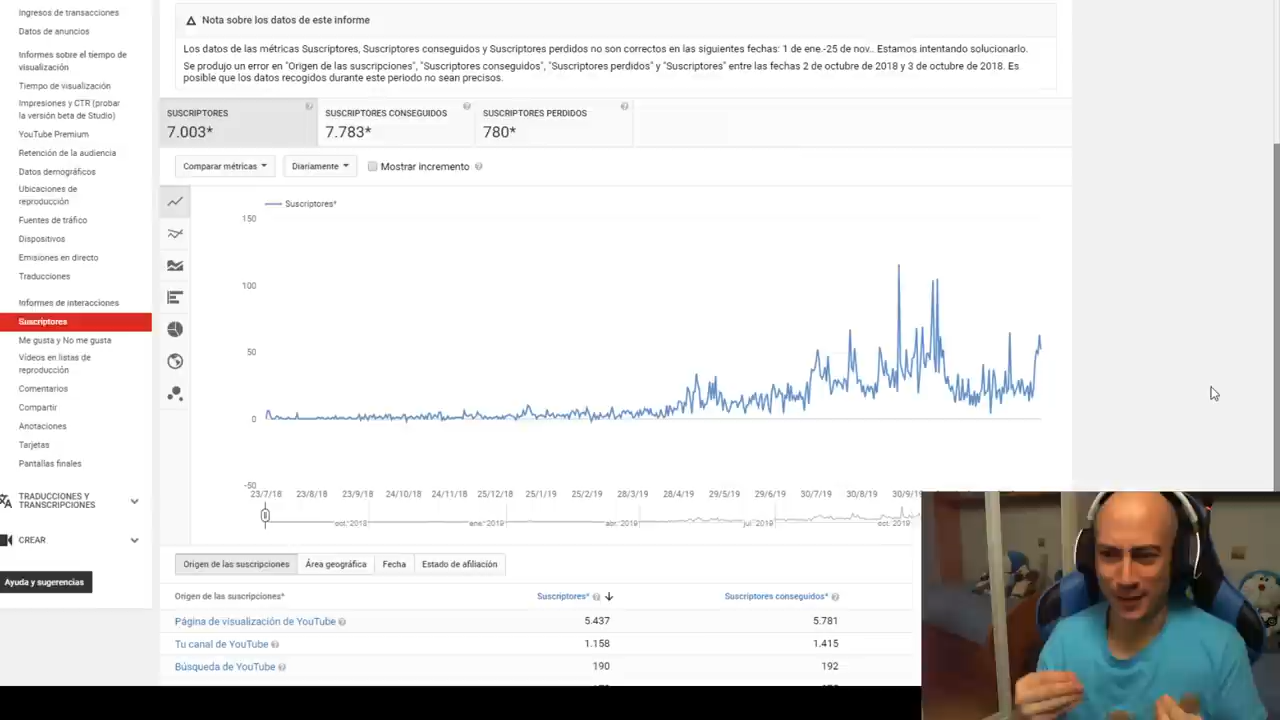 Ingresos de transacciones
Datos de anuncios
Informes sobre el tiempo de
visualización
Tiempo de visualización
Impresiones y CTR (probar
la versión beta de Studio)
YouTube Premium
Retención de la audiencia
Datos demográficos
Ubicaciones de
reproducción
Fuentes de tráfico
Dispositivos
Emisiones en directo
Traducciones
Informes de interacciones
Suscriptores
Me gusta y No me gusta
Vídeos en listas de
reproducción
Comentarios
Compartir
Anotaciones
Tarjetas
Pantallas finales
TRADUCCIONES Y
TRANSCRIPCIONES
CREAR
Ayuda y sugerencias
Nota sobre los datos de este informe
Los datos de las métricas Suscriptores, Suscriptores conseguidos y Suscriptores perdidos no son correctos en las siguientes fechas: 1 de ene.-25 de nov.. Estamos intentando solucionarlo.
Se produjo un error en "Origen de las suscripciones", "Suscriptores conseguidos", "Suscriptores perdidos" y "Suscriptores" entre las fechas 2 de octubre de 2018 y 3 de octubre de 2018. Es
posible que los datos recogidos durante este periodo no sean precisos.
SUSCRIPTORES
7.003*
SUSCRIPTORES CONSEGUIDOS
7.783*
SUSCRIPTORES PERDIDOS
780*
Comparar métricas
Diariamente
Mostrar incremento
Suscriptores*
150
100
50
0
-50
23/7/18 23/8/18 23/9/18 24/10/18 24/11/18 25/12/18 25/1/19 25/2/19 28/3/19 28/4/19 29/5/19 29/6/19 30/7/19 30/8/19 30/9/19
oct. 2018 ene. 2019 abr. 2019 jul. 2019 oct. 2019
Origen de las suscripciones Área geográfica Fecha Estado de afiliación
Origen de las suscripciones* Suscriptores* Suscriptores conseguidos*
Página de visualización de YouTube 5.437 5.781
Tu canal de YouTube 1.158 1.415
Búsqueda de YouTube 190 192